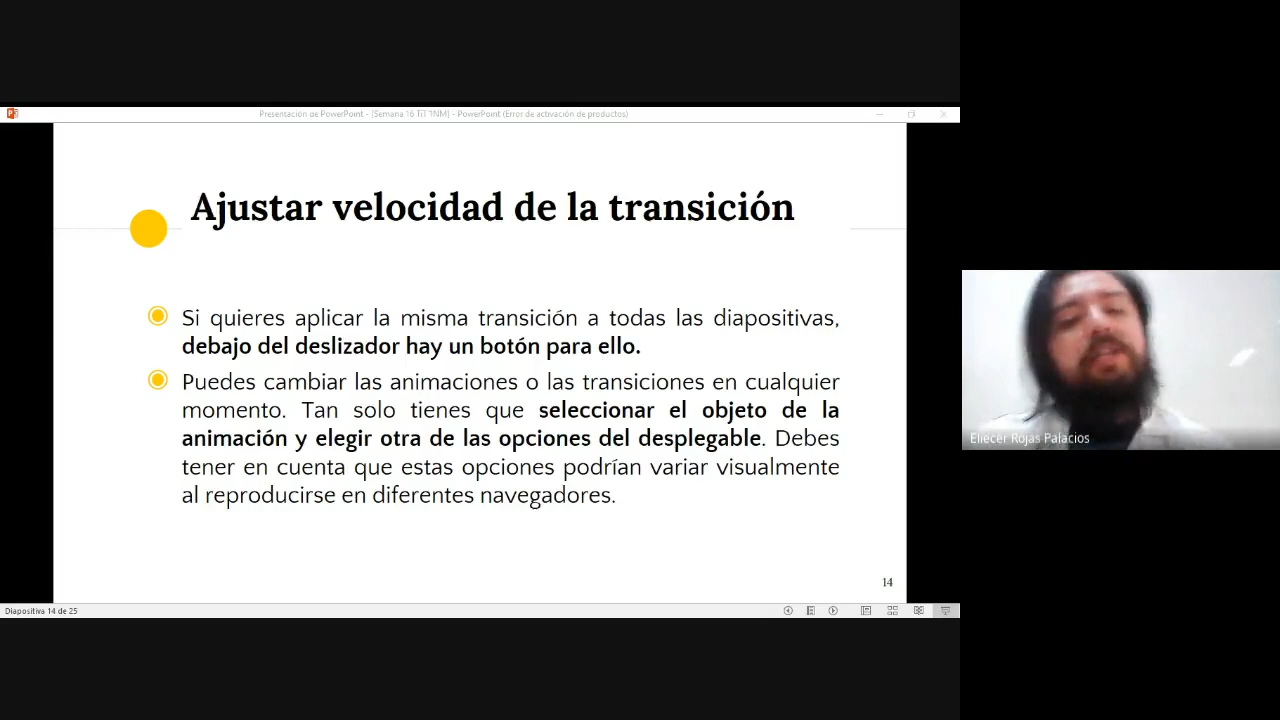 Presentación de PowerPoint - [Semana 16 TIT 1NM] - PowerPoint (Error de activación de productos)
Ajustar velocidad de la transición
Si quieres aplicar la misma transición a todas las diapositivas,
debajo del deslizador hay un botón para ello.
Puedes cambiar las animaciones o las transiciones en cualquier
momento. Tan solo tienes que seleccionar el objeto de la
animación y elegir otra de las opciones del desplegable. Debes
tener en cuenta que estas opciones podrían variar visualmente
al reproducirse en diferentes navegadores.
14
Diapositiva 14 de 25
Eliecer Rojas Palacios